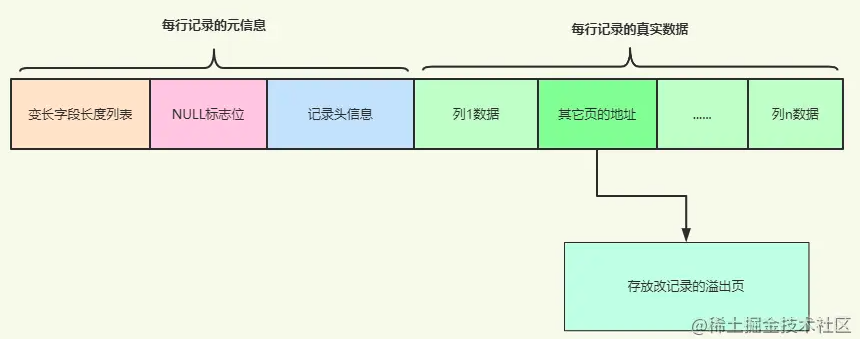 每行记录的元信息
每行记录的真实数据
变长字段长度列表
NULL标志位
记录头信息
列1数据
其它页的地址
......
列n数据
存放改记录的溢出页
@稀土掘金技术社区